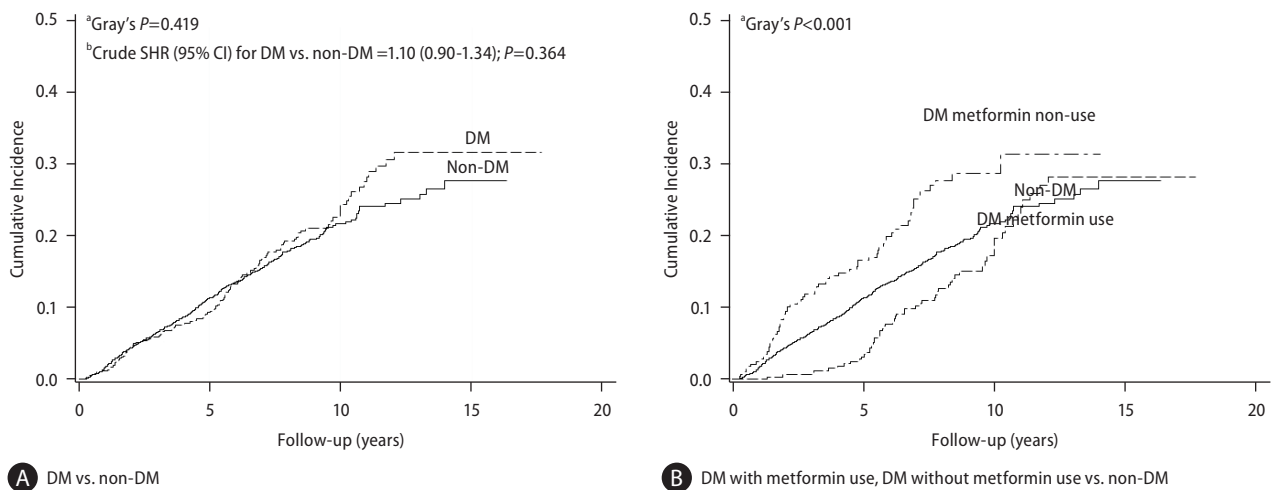 0.5
0.4
0.3
0.2
0.1
0.0
Cumulative Incidence
aGray's P=0.419
bCrude SHR (95% CI) for DM vs. non-DM =1.10 (0.90-1.34); P=0.364
DM
Non-DM
0 5 10 15 20
Follow-up (years)
A DM vs. non-DM
0.5
0.4
0.3
0.2
0.1
0.0
Cumulative Incidence
aGray's P<0.001
DM metformin non-use
Non-DM
DM metformin use
0 5 10 15 20
Follow-up (years)
B DM with metformin use, DM without metformin use vs. non-DM